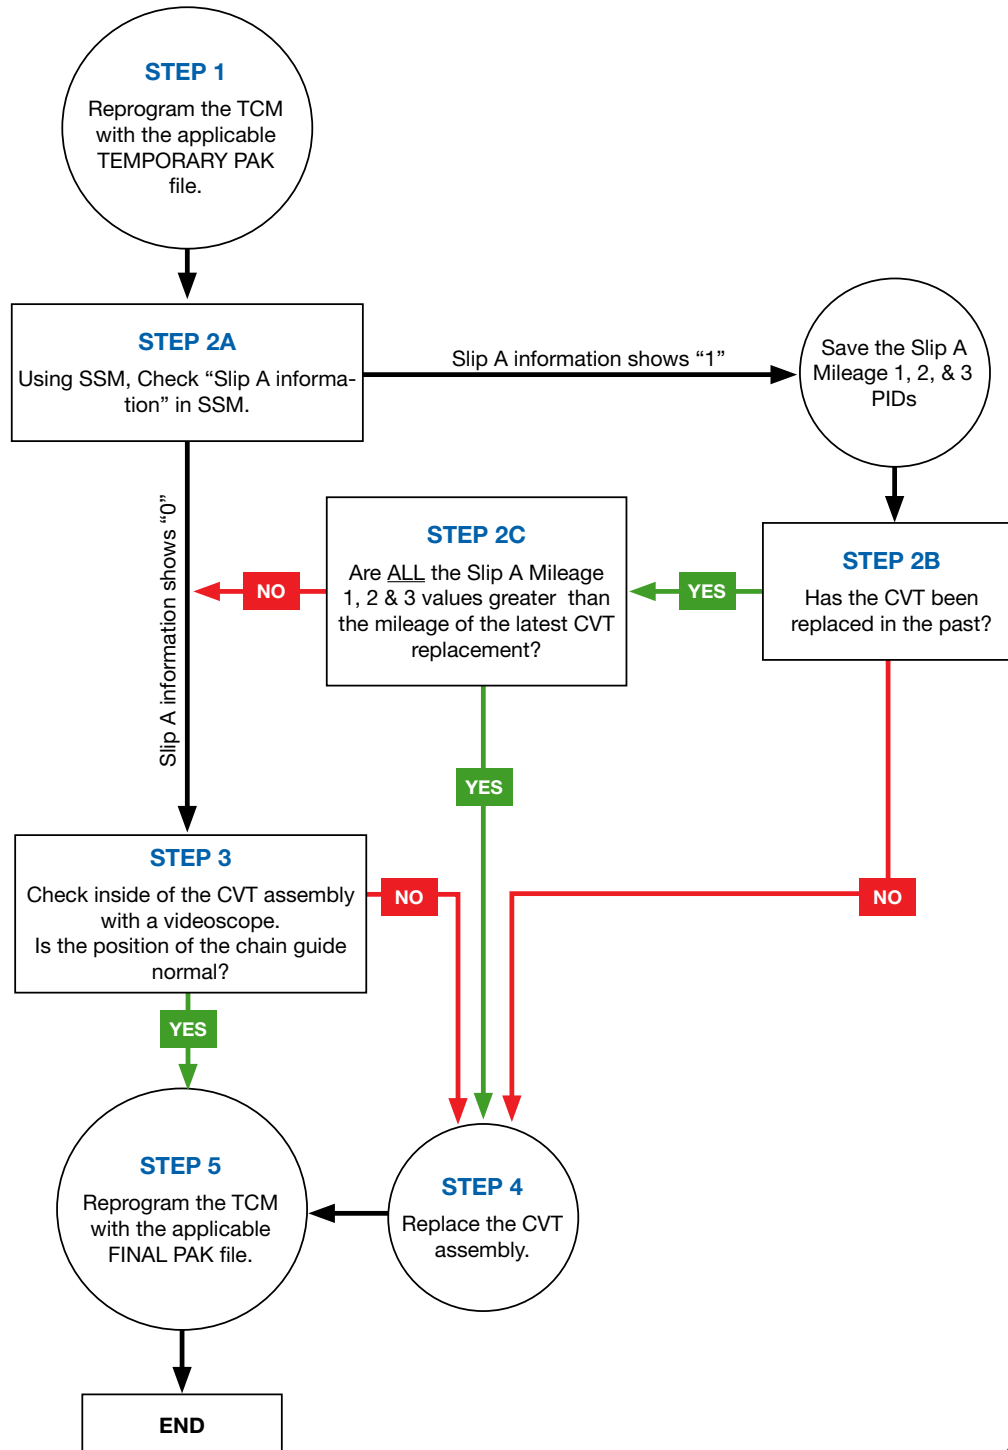 STEP 1
Reprogram the TCM
with the applicable
TEMPORARY PAK
file.
STEP 2A
Using SSM, Check “Slip A informa-
tion” in SSM.
Slip A information shows “1”
Save the Slip A
Mileage 1, 2, & 3
PIDs
Slip A information shows “0”
STEP 2B
Has the CVT been
replaced in the past?
YES
STEP 2C
Are ALL the Slip A Mileage
1, 2 & 3 values greater than
the mileage of the latest CVT
replacement?
NO
YES
NO
STEP 3
Check inside of the CVT assembly
with a videoscope.
Is the position of the chain guide
normal?
NO
YES
STEP 4
Replace the CVT
assembly.
STEP 5
Reprogram the TCM
with the applicable
FINAL PAK file.
END